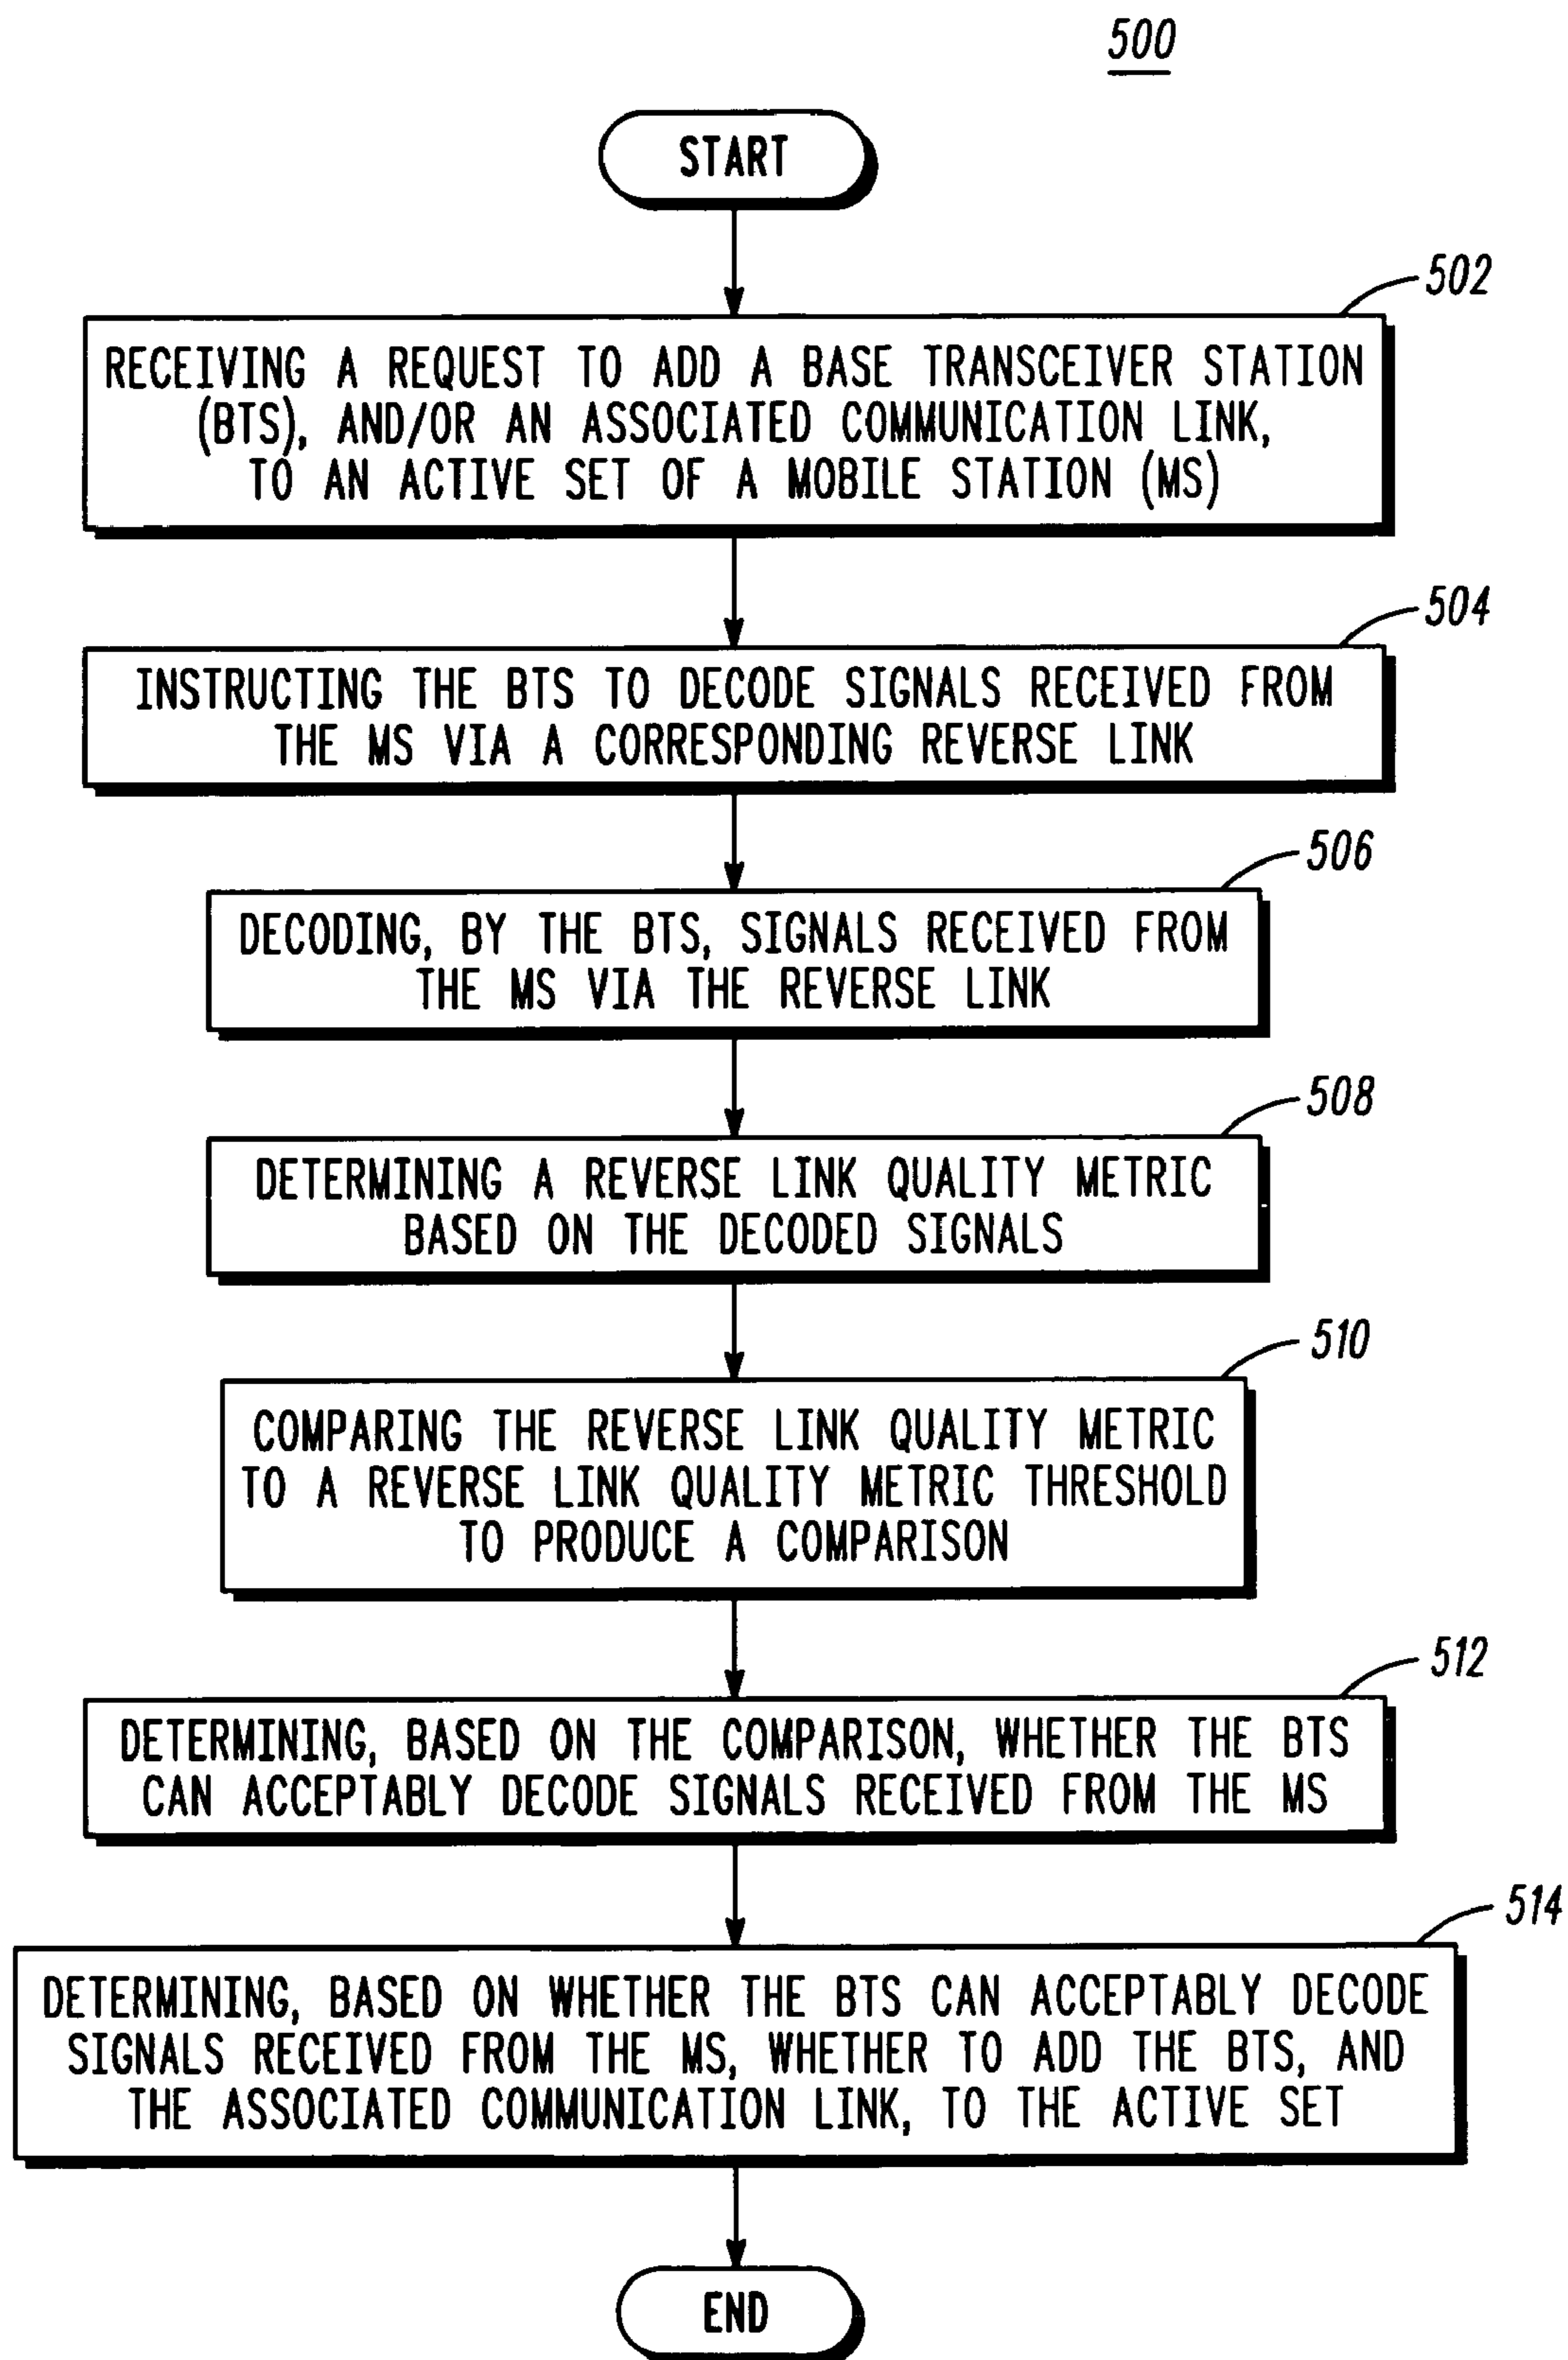 500
START
502
RECEIVING A REQUEST TO ADD A BASE TRANSCEIVER STATION
(BTS), AND/OR AN ASSOCIATED COMMUNICATION LINK,
TO AN ACTIVE SET OF A MOBILE STATION (MS)
504
INSTRUCTING THE BTS TO DECODE SIGNALS RECEIVED FROM
THE MS VIA A CORRESPONDING REVERSE LINK
506
DECODING, BY THE BTS, SIGNALS RECEIVED FROM
THE MS VIA THE REVERSE LINK
508
DETERMINING A REVERSE LINK QUALITY METRIC
BASED ON THE DECODED SIGNALS
510
COMPARING THE REVERSE LINK QUALITY METRIC
TO A REVERSE LINK QUALITY METRIC THRESHOLD
TO PRODUCE A COMPARISON
512
DETERMINING, BASED ON THE COMPARISON, WHETHER THE BTS
CAN ACCEPTABLY DECODE SIGNALS RECEIVED FROM THE MS
514
DETERMINING, BASED ON WHETHER THE BTS CAN ACCEPTABLY DECODE
SIGNALS RECEIVED FROM THE MS, WHETHER TO ADD THE BTS, AND
THE ASSOCIATED COMMUNICATION LINK, TO THE ACTIVE SET
END